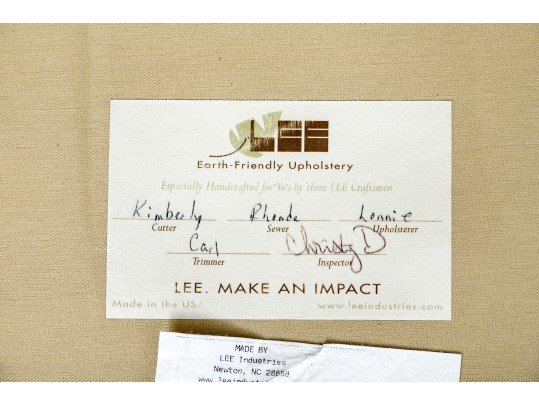 LEE
Earth-Friendly Upholstery
Especially Handcrafted for You by these LEE Craftsmen
Kimberly Rhonda Lonnie
Cutter Sewer Upholsterer
Carl Christy D
Trimmer Inspector
LEE. MAKE AN IMPACT
Made in the USA www.leeindustries.com
MADE BY
LEE Industries
Newton, NC 28658